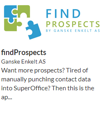 FIND
PROSPECTS
BY GANSKE ENKELT AS
findProspects
Ganske Enkelt AS
Want more prospects? Tired of
manually punching contact data
into SuperOffice? Then this is the
ap...